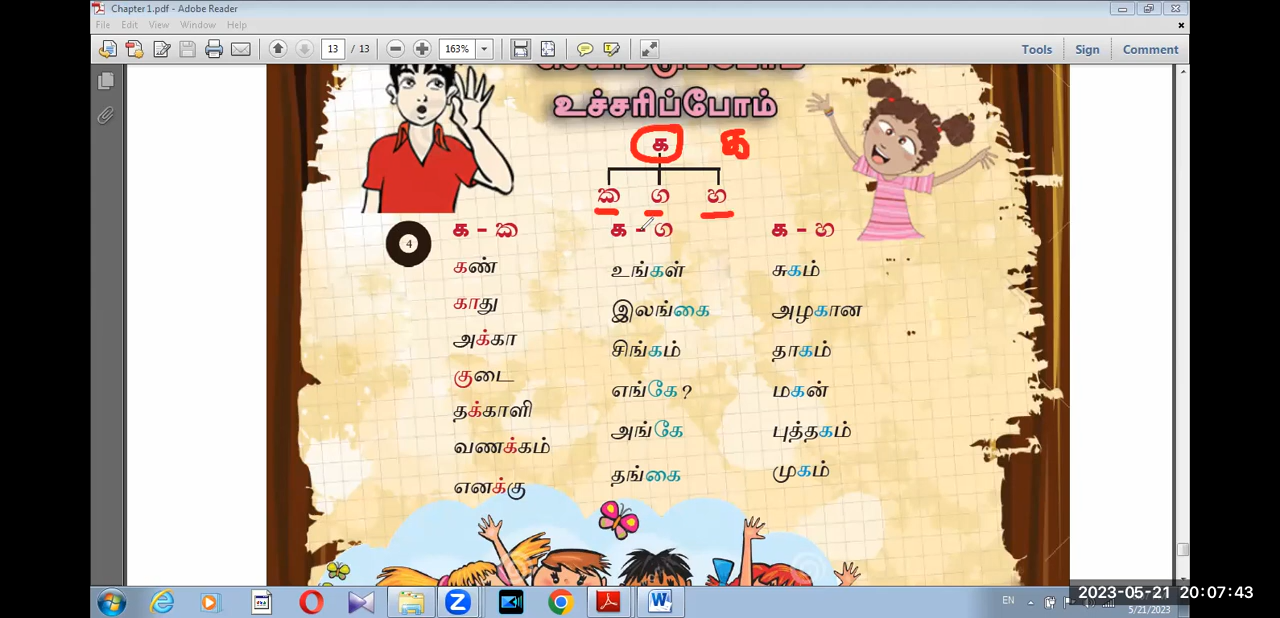 Chapter 1.pdf - Adobe Reader
File Edit View Window Help
13 / 13 163% Tools Sign Comment
உச்சரிப்போம்
க
ක ග හ
4
க - ක
கண்
காது
அக்கா
குடை
தக்காளி
வணக்கம்
எனக்கு
க - ග
உங்கள்
இலங்கை
சிங்கம்
எங்கே?
அங்கே
தங்கை
க - හ
சுகம்
அழகான
தாகம்
மகன்
புத்தகம்
முகம்
EN
2023-05-21 20:07:43
5/21/2023